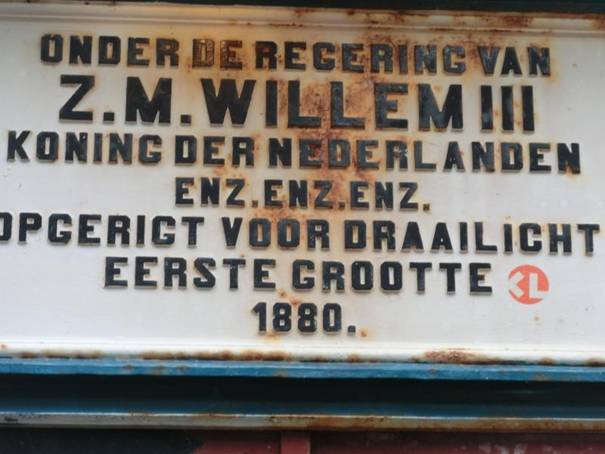 ONDER DE REGERING VAN
Z.M. WILLEM III
KONING DER NEDERLANDEN
ENZ. ENZ. ENZ.
OPGERIGT VOOR DRAAILICHT
EERSTE GROOTTE
1880.